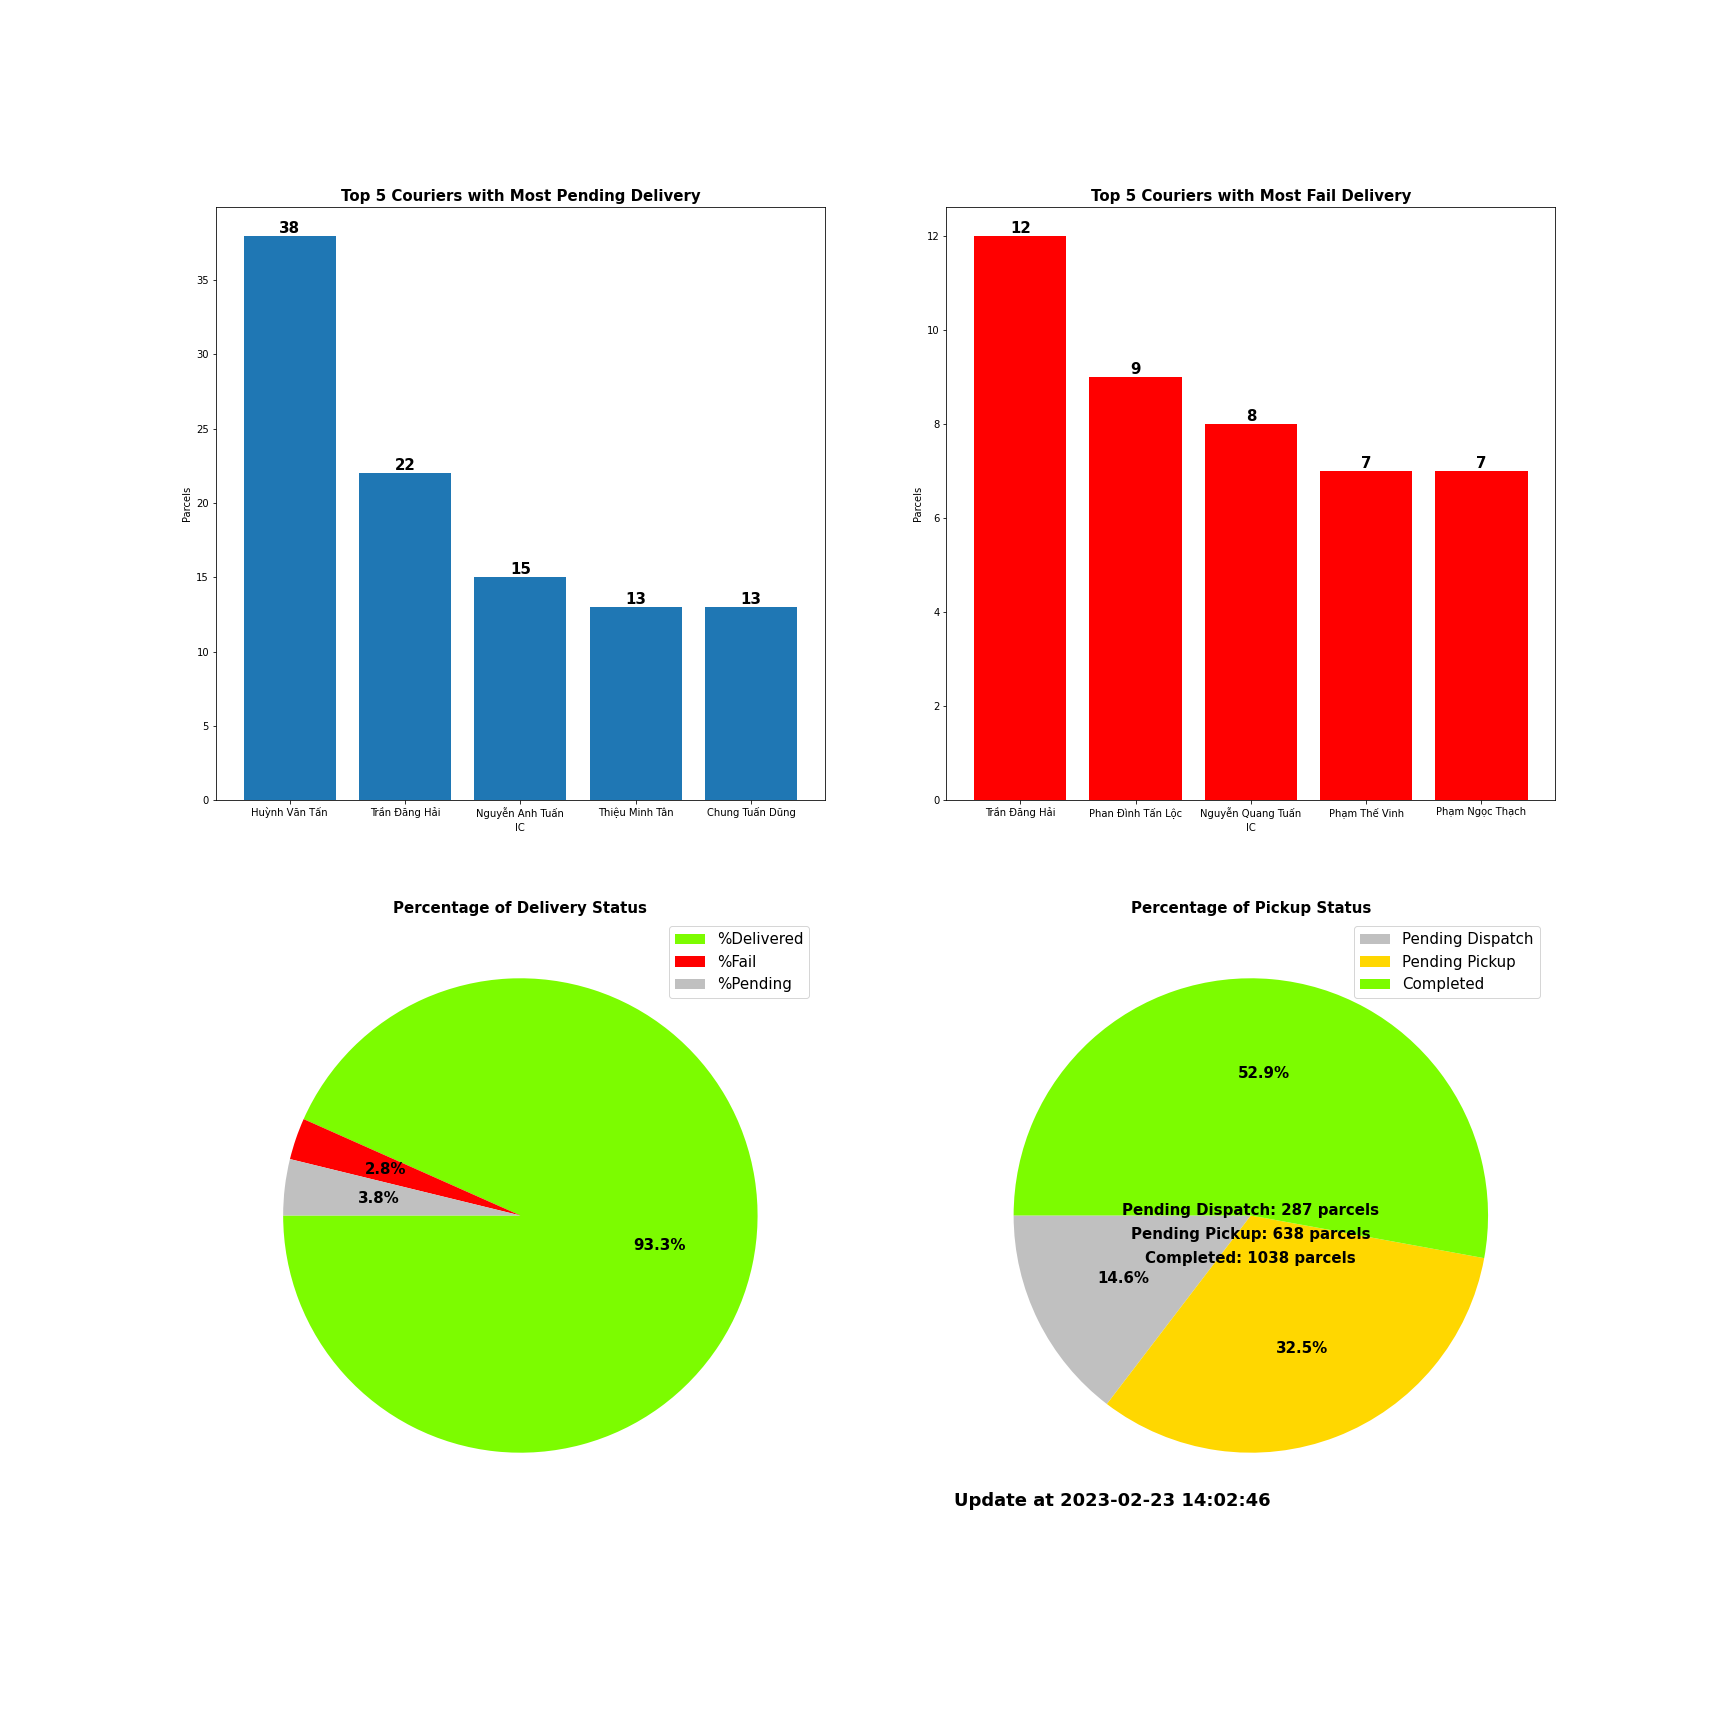 Top 5 Couriers with Most Pending Delivery
38
22
15
13
13
35
30
25
20
15
10
5
0
Parcels
Huỳnh Văn Tấn
Trần Đăng Hải
Nguyễn Anh Tuấn
Thiệu Minh Tân
Chung Tuấn Dũng
IC
Top 5 Couriers with Most Fail Delivery
12
9
8
7
7
12
10
8
6
4
2
0
Parcels
Trần Đăng Hải
Phan Đình Tấn Lộc
Nguyễn Quang Tuấn
Phạm Thế Vinh
Phạm Ngọc Thạch
IC
Percentage of Delivery Status
%Delivered
%Fail
%Pending
2.8%
3.8%
93.3%
Percentage of Pickup Status
Pending Dispatch
Pending Pickup
Completed
52.9%
Pending Dispatch: 287 parcels
Pending Pickup: 638 parcels
Completed: 1038 parcels
14.6%
32.5%
Update at 2023-02-23 14:02:46